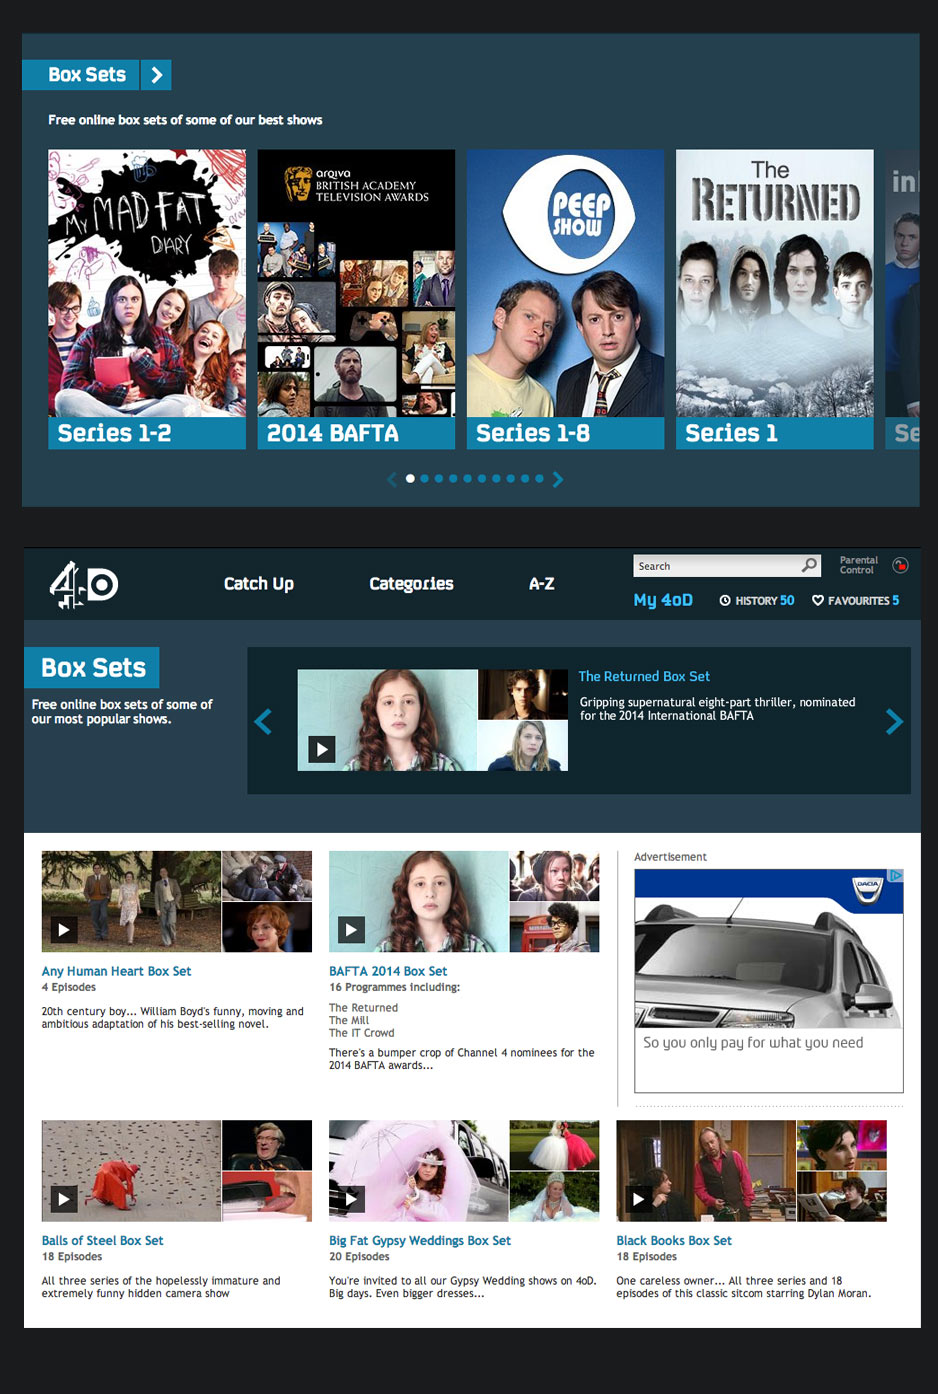 Box Sets
Free online box sets of some of our best shows
My MAD FAT
DIARY
arqiva
BRITISH ACADEMY
TELEVISION AWARDS
PEEP
SHOW
The
RETURNED
in
Series 1-2
2014 BAFTA
Series 1-8
Series 1
Se
4oD
Catch Up
Categories
A-Z
Search
Parental
Control
My 4oD
HISTORY 50
FAVOURITES 5
Box Sets
Free online box sets of some of
our most popular shows.
The Returned Box Set
Gripping supernatural eight-part thriller, nominated
for the 2014 International BAFTA
Any Human Heart Box Set
4 Episodes
20th century boy... William Boyd's funny, moving and
ambitious adaptation of his best-selling novel.
BAFTA 2014 Box Set
16 Programmes including:
The Returned
The Mill
The IT Crowd
There's a bumper crop of Channel 4 nominees for the
2014 BAFTA awards...
Advertisement
DACIA
So you only pay for what you need
Balls of Steel Box Set
18 Episodes
All three series of the hopelessly immature and
extremely funny hidden camera show
Big Fat Gypsy Weddings Box Set
20 Episodes
You're invited to all our Gypsy Wedding shows on 4oD.
Big days. Even bigger dresses...
Black Books Box Set
18 Episodes
One careless owner... All three series and 18
episodes of this classic sitcom starring Dylan Moran.